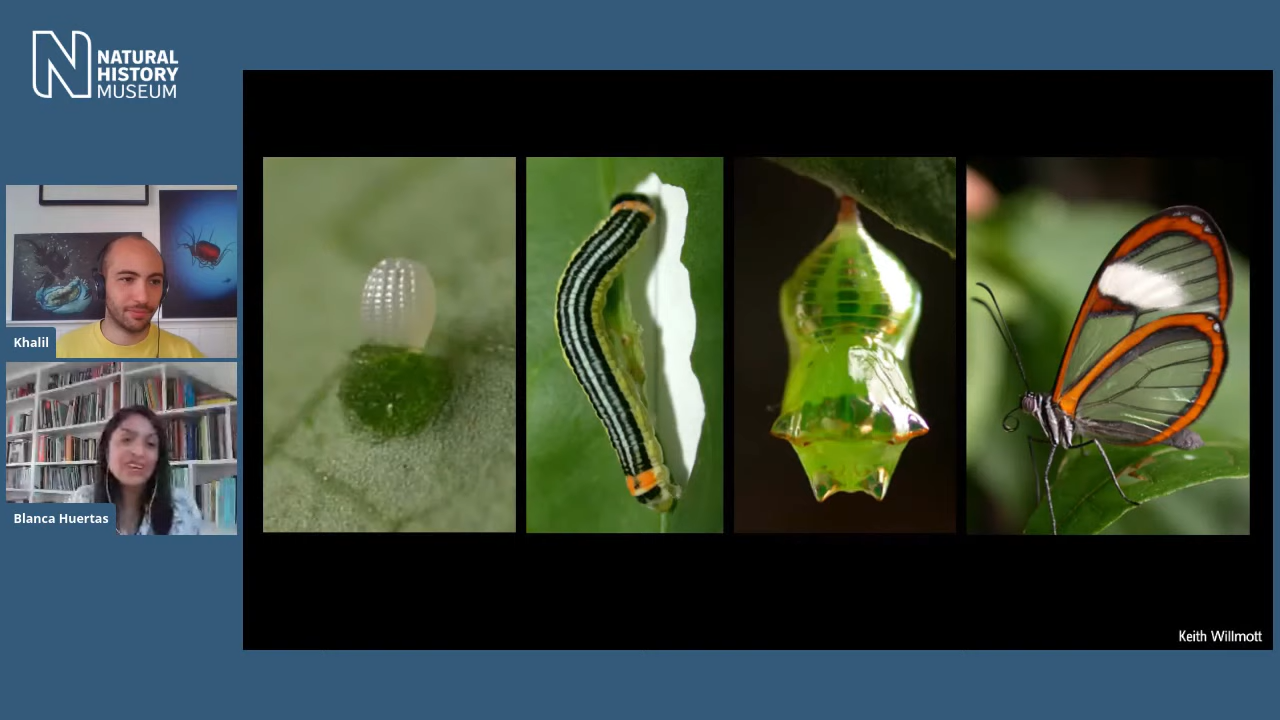 NATURAL
HISTORY
MUSEUM
Khalil
Blanca Huertas
Keith Willmott